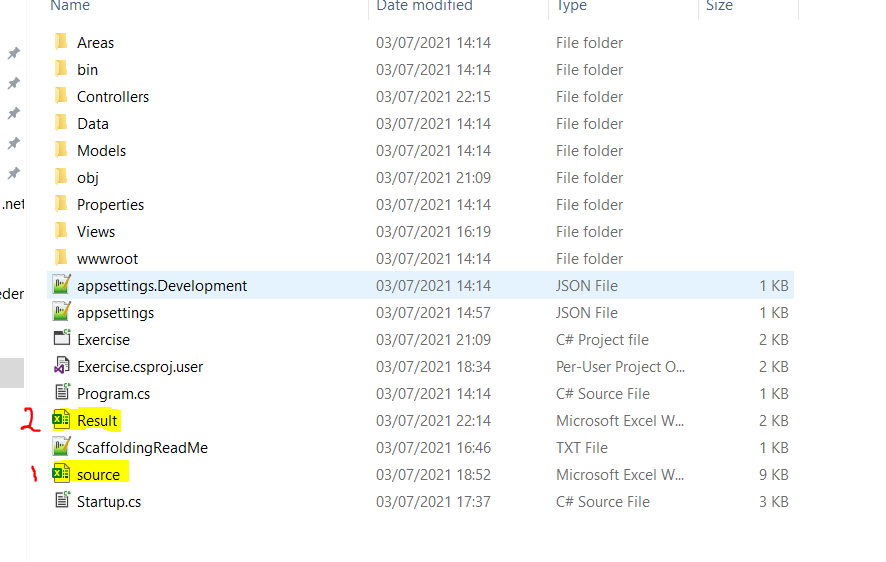 Name Date modified Type Size
Areas 03/07/2021 14:14 File folder
bin 03/07/2021 14:14 File folder
Controllers 03/07/2021 22:15 File folder
Data 03/07/2021 14:14 File folder
Models 03/07/2021 14:14 File folder
obj 03/07/2021 21:09 File folder
.net Properties 03/07/2021 14:14 File folder
Views 03/07/2021 16:19 File folder
wwwroot 03/07/2021 14:14 File folder
eder appsettings.Development 03/07/2021 14:14 JSON File 1 KB
appsettings 03/07/2021 14:57 JSON File 1 KB
Exercise 03/07/2021 21:09 C# Project file 2 KB
Exercise.csproj.user 03/07/2021 18:34 Per-User Project O... 2 KB
Program.cs 03/07/2021 14:14 C# Source File 1 KB
2 Result 03/07/2021 22:14 Microsoft Excel W... 2 KB
ScaffoldingReadMe 03/07/2021 16:46 TXT File 1 KB
1 source 03/07/2021 18:52 Microsoft Excel W... 9 KB
Startup.cs 03/07/2021 17:37 C# Source File 3 KB